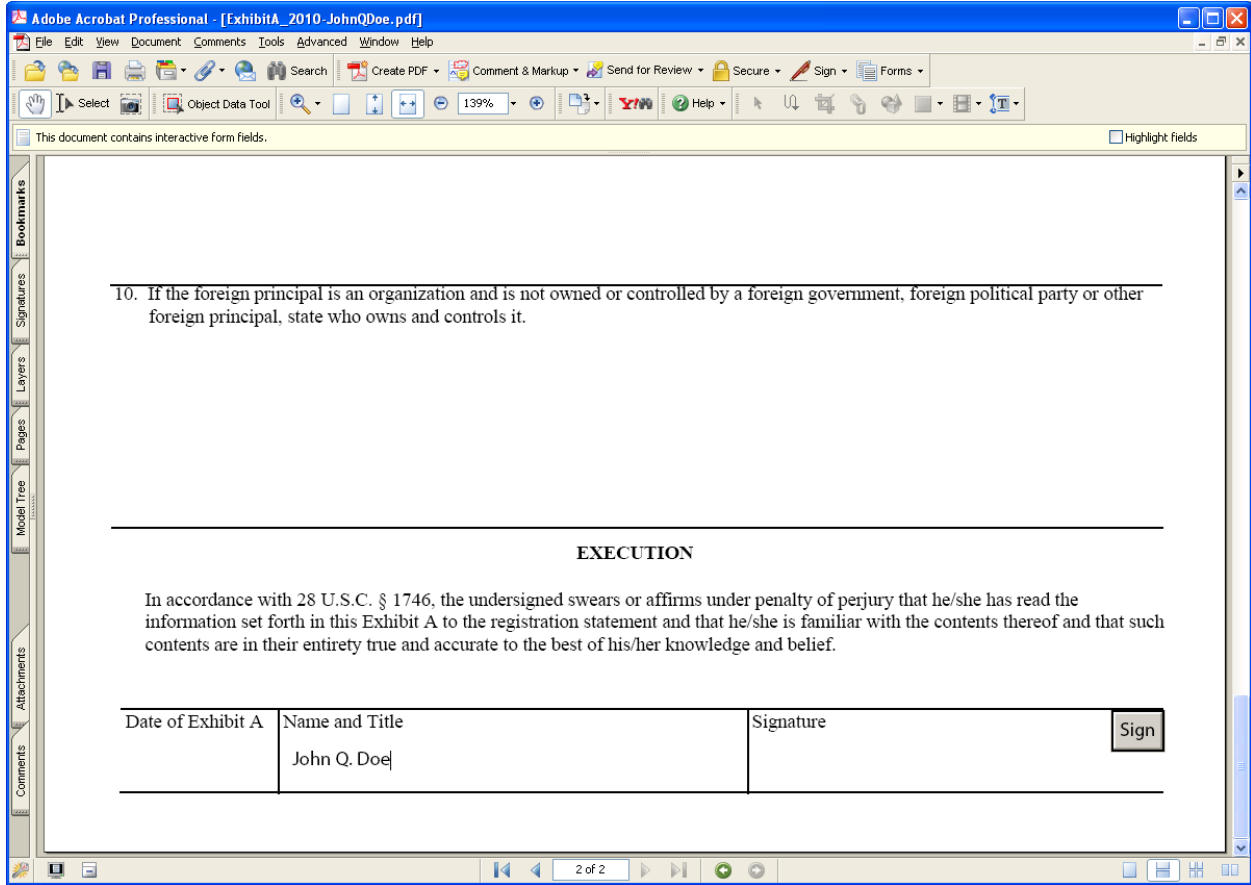 Adobe Acrobat Professional - [ExhibitA_2010-JohnQDoe.pdf]
File Edit View Document Comments Tools Advanced Window Help
Search Create PDF Comment & Markup Send for Review Secure Sign Forms
Select Object Data Tool 139% Y! Help
This document contains interactive form fields. Highlight fields
Bookmarks
Signatures
Layers
Pages
Model Tree
Attachments
Comments
10. If the foreign principal is an organization and is not owned or controlled by a foreign government, foreign political party or other
foreign principal, state who owns and controls it.
EXECUTION
In accordance with 28 U.S.C. § 1746, the undersigned swears or affirms under penalty of perjury that he/she has read the
information set forth in this Exhibit A to the registration statement and that he/she is familiar with the contents thereof and that such
contents are in their entirety true and accurate to the best of his/her knowledge and belief.
Date of Exhibit A Name and Title Signature Sign
John Q. Doe
2 of 2